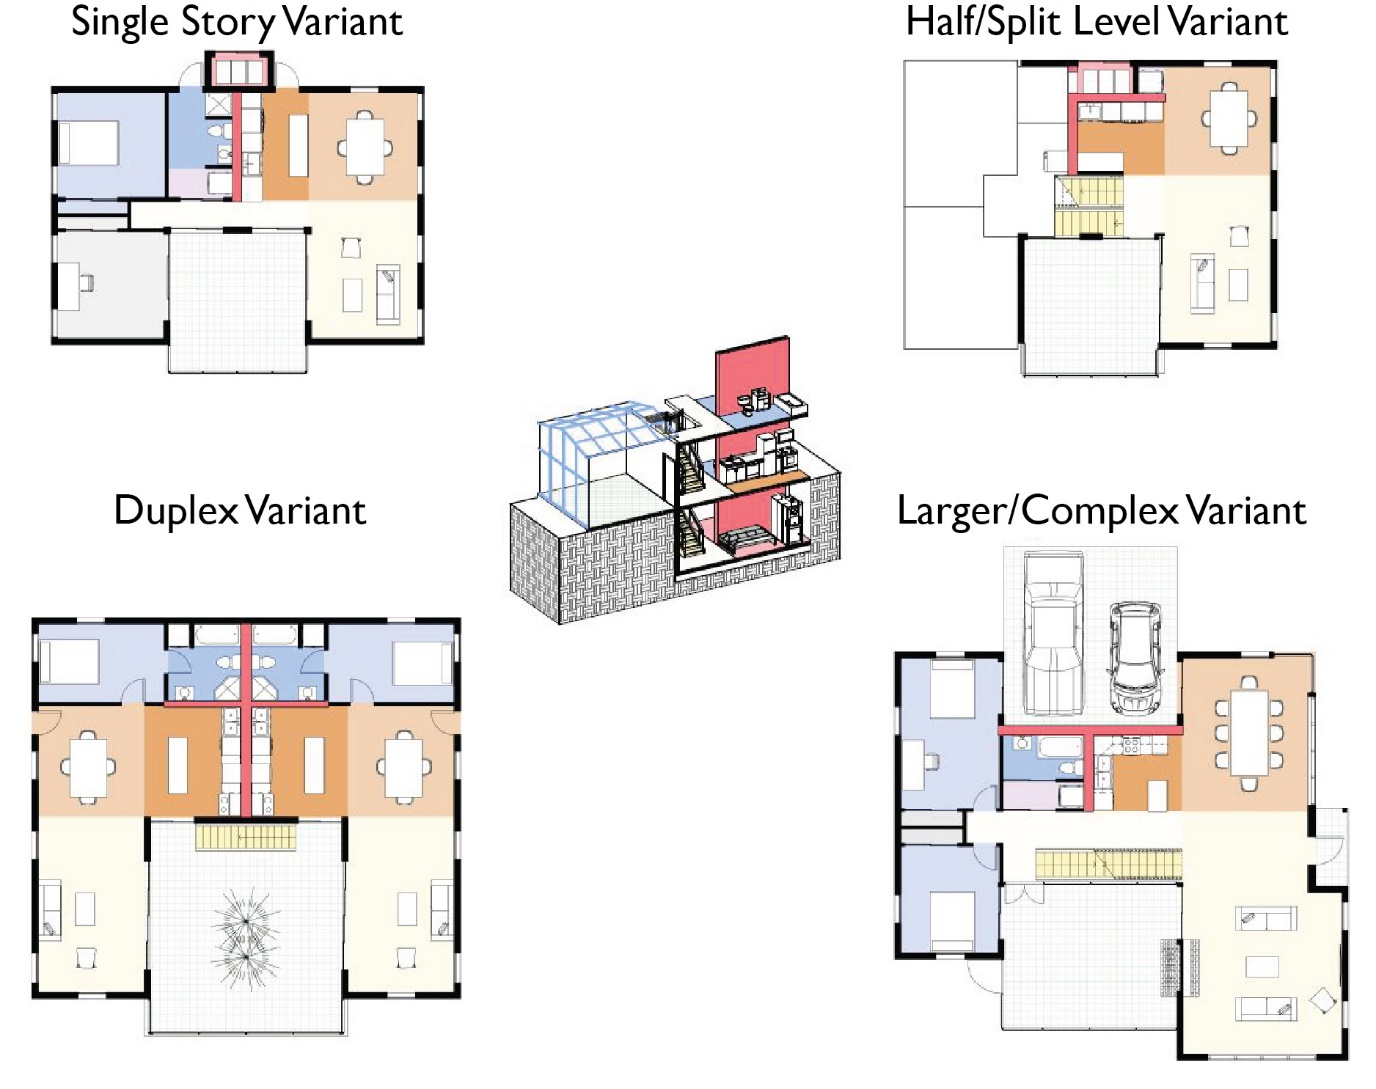 Single Story Variant
Half/Split Level Variant
Duplex Variant
Larger/Complex Variant